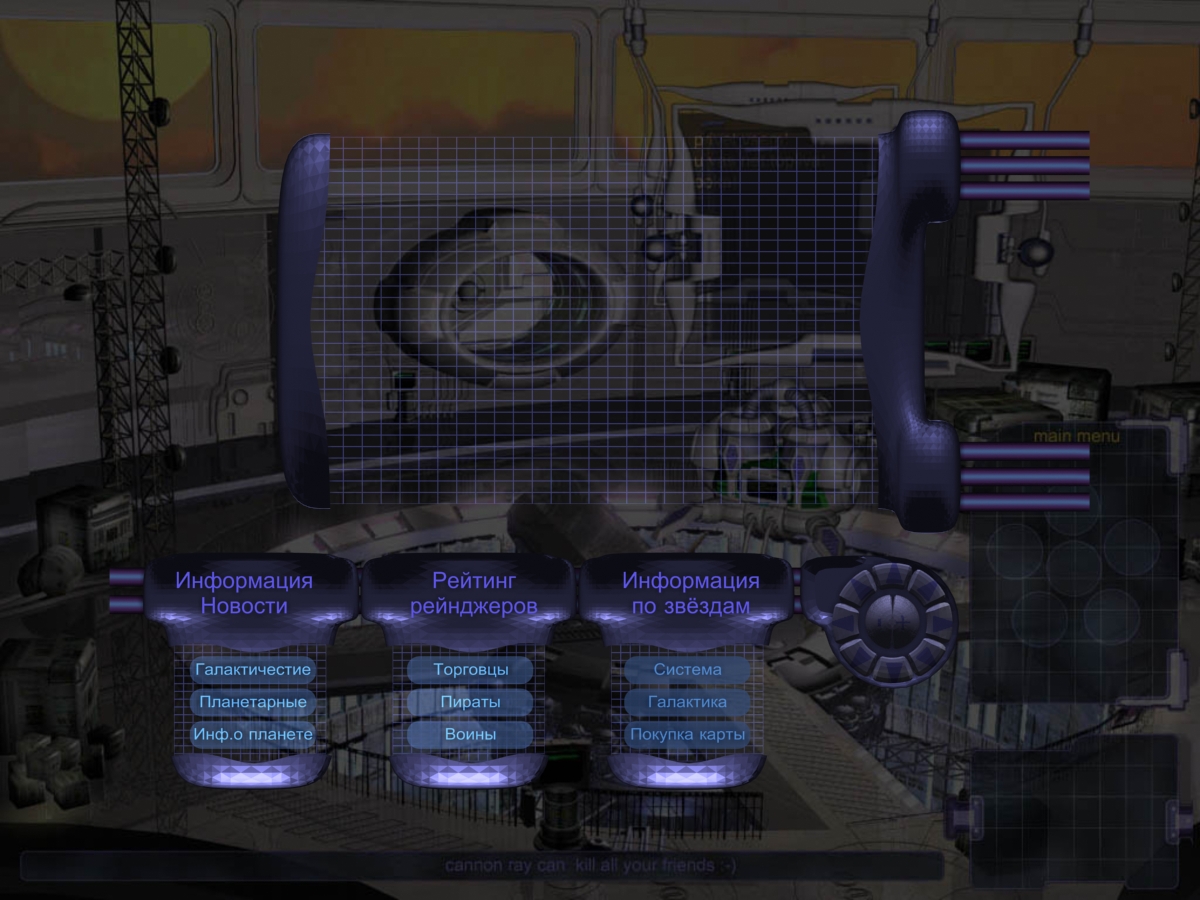 main menu
Информация
Новости
Рейтинг
рейнджеров
Информация
по звёздам
Галактичестие
Планетарные
Инф.о планете
Торговцы
Пираты
Воины
Система
Галактика
Покупка карты
cannon ray can kill all your friends :-)